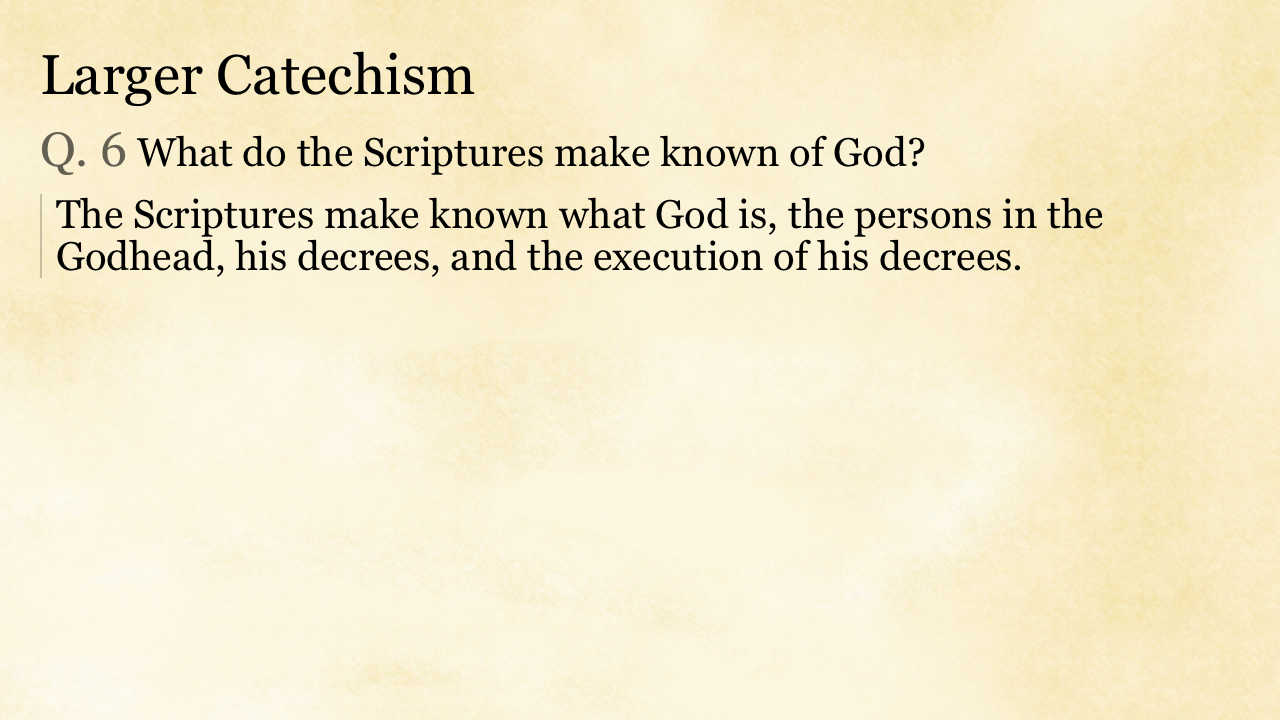 Larger Catechism
Q. 6 What do the Scriptures make known of God?
The Scriptures make known what God is, the persons in the
Godhead, his decrees, and the execution of his decrees.